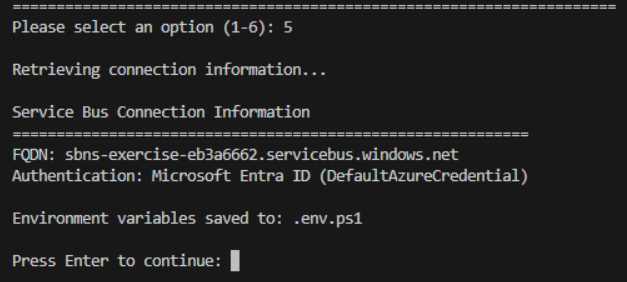 ======================================================================
Please select an option (1-6): 5
Retrieving connection information...
Service Bus Connection Information
============================================================
FQDN: sbns-exercise-eb3a6662.servicebus.windows.net
Authentication: Microsoft Entra ID (DefaultAzureCredential)
Environment variables saved to: .env.ps1
Press Enter to continue: